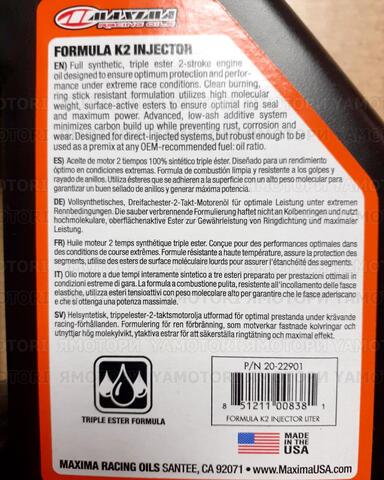 MAXIMA
RACING OILS
FORMULA K2 INJECTOR
EN) Full synthetic, triple ester 2-stroke engine
oil designed to ensure optimum protection and perfor-
mance under extreme race conditions. Clean burning,
ring stick resistant formulation utilizes high molecular
weight, surface-active esters to ensure optimal ring seal
and maximum power. Advanced, low-ash additive system
minimizes carbon build up while preventing rust, corrosion and
wear. Designed for direct-injected systems, but robust enough to be
used as a premix at any OEM-recommended fuel: oil ratio.
ES) Aceite de motor 2 tiempos 100% sintético triple éster. Diseñado para un rendimiento
óptimo en condiciones extremas. Formula de combustión limpia y resistente a los golpes y
rayado de anillos. Utiliza ésteres que se adhieren a la superficie con un alto peso molecular para
garantizar un buen sellado de anillos y generar máxima potencia.
DE) Vollsynthetisches, Dreifachester-2-Takt-Motorenöl für optimale Leistung unter extremen
Rennbedingungen. Die sauber verbrennende Formulierung haftet nicht an Kolbenringen und nutzt
hochmolekulare, oberflächenaktive Ester zur Gewährleistung von Ringdichtung und maximaler
Leistung.
FR) Huile moteur 2 temps synthétique triple ester. Conçue pour des performances optimales dans
des conditions de course extrêmes. Formule résistante a haute température, assure la protection des
segments, utilise des esters de surface moléculaire lourds pour assurer l'étanchéité des segments.
IT) Olio motore a due tempi interamente sintetico a tre esteri preparato per prestazioni ottimali in
condizioni estreme di gara. La formula a combustione pulita, resistente all'incollamento delle fasce
elastiche, utilizza esteri tensioattivi con peso molecolare alto per garantire che le fasce aderiscano
e che si ottenga una potenza massimale.
SV) Helsyntetisk, trippelester-2-taktsmotorolja utformad för optimal prestanda under krävande
racing-förhållanden. Formulering för ren förbränning, som motverkar fastnade kolvringar och
utnyttjar hög molekylvikt, ytaktiva estrar för att säkerställa ringtätning och maximal effekt.
P/N 20-22901
8 51211 00838 1
FORMULA K2 INJECTOR LITER
TRIPLE ESTER FORMULA
MADE
IN THE
USA
MAXIMA RACING OILS SANTEE, CA 92071 • www.MaximaUSA.com